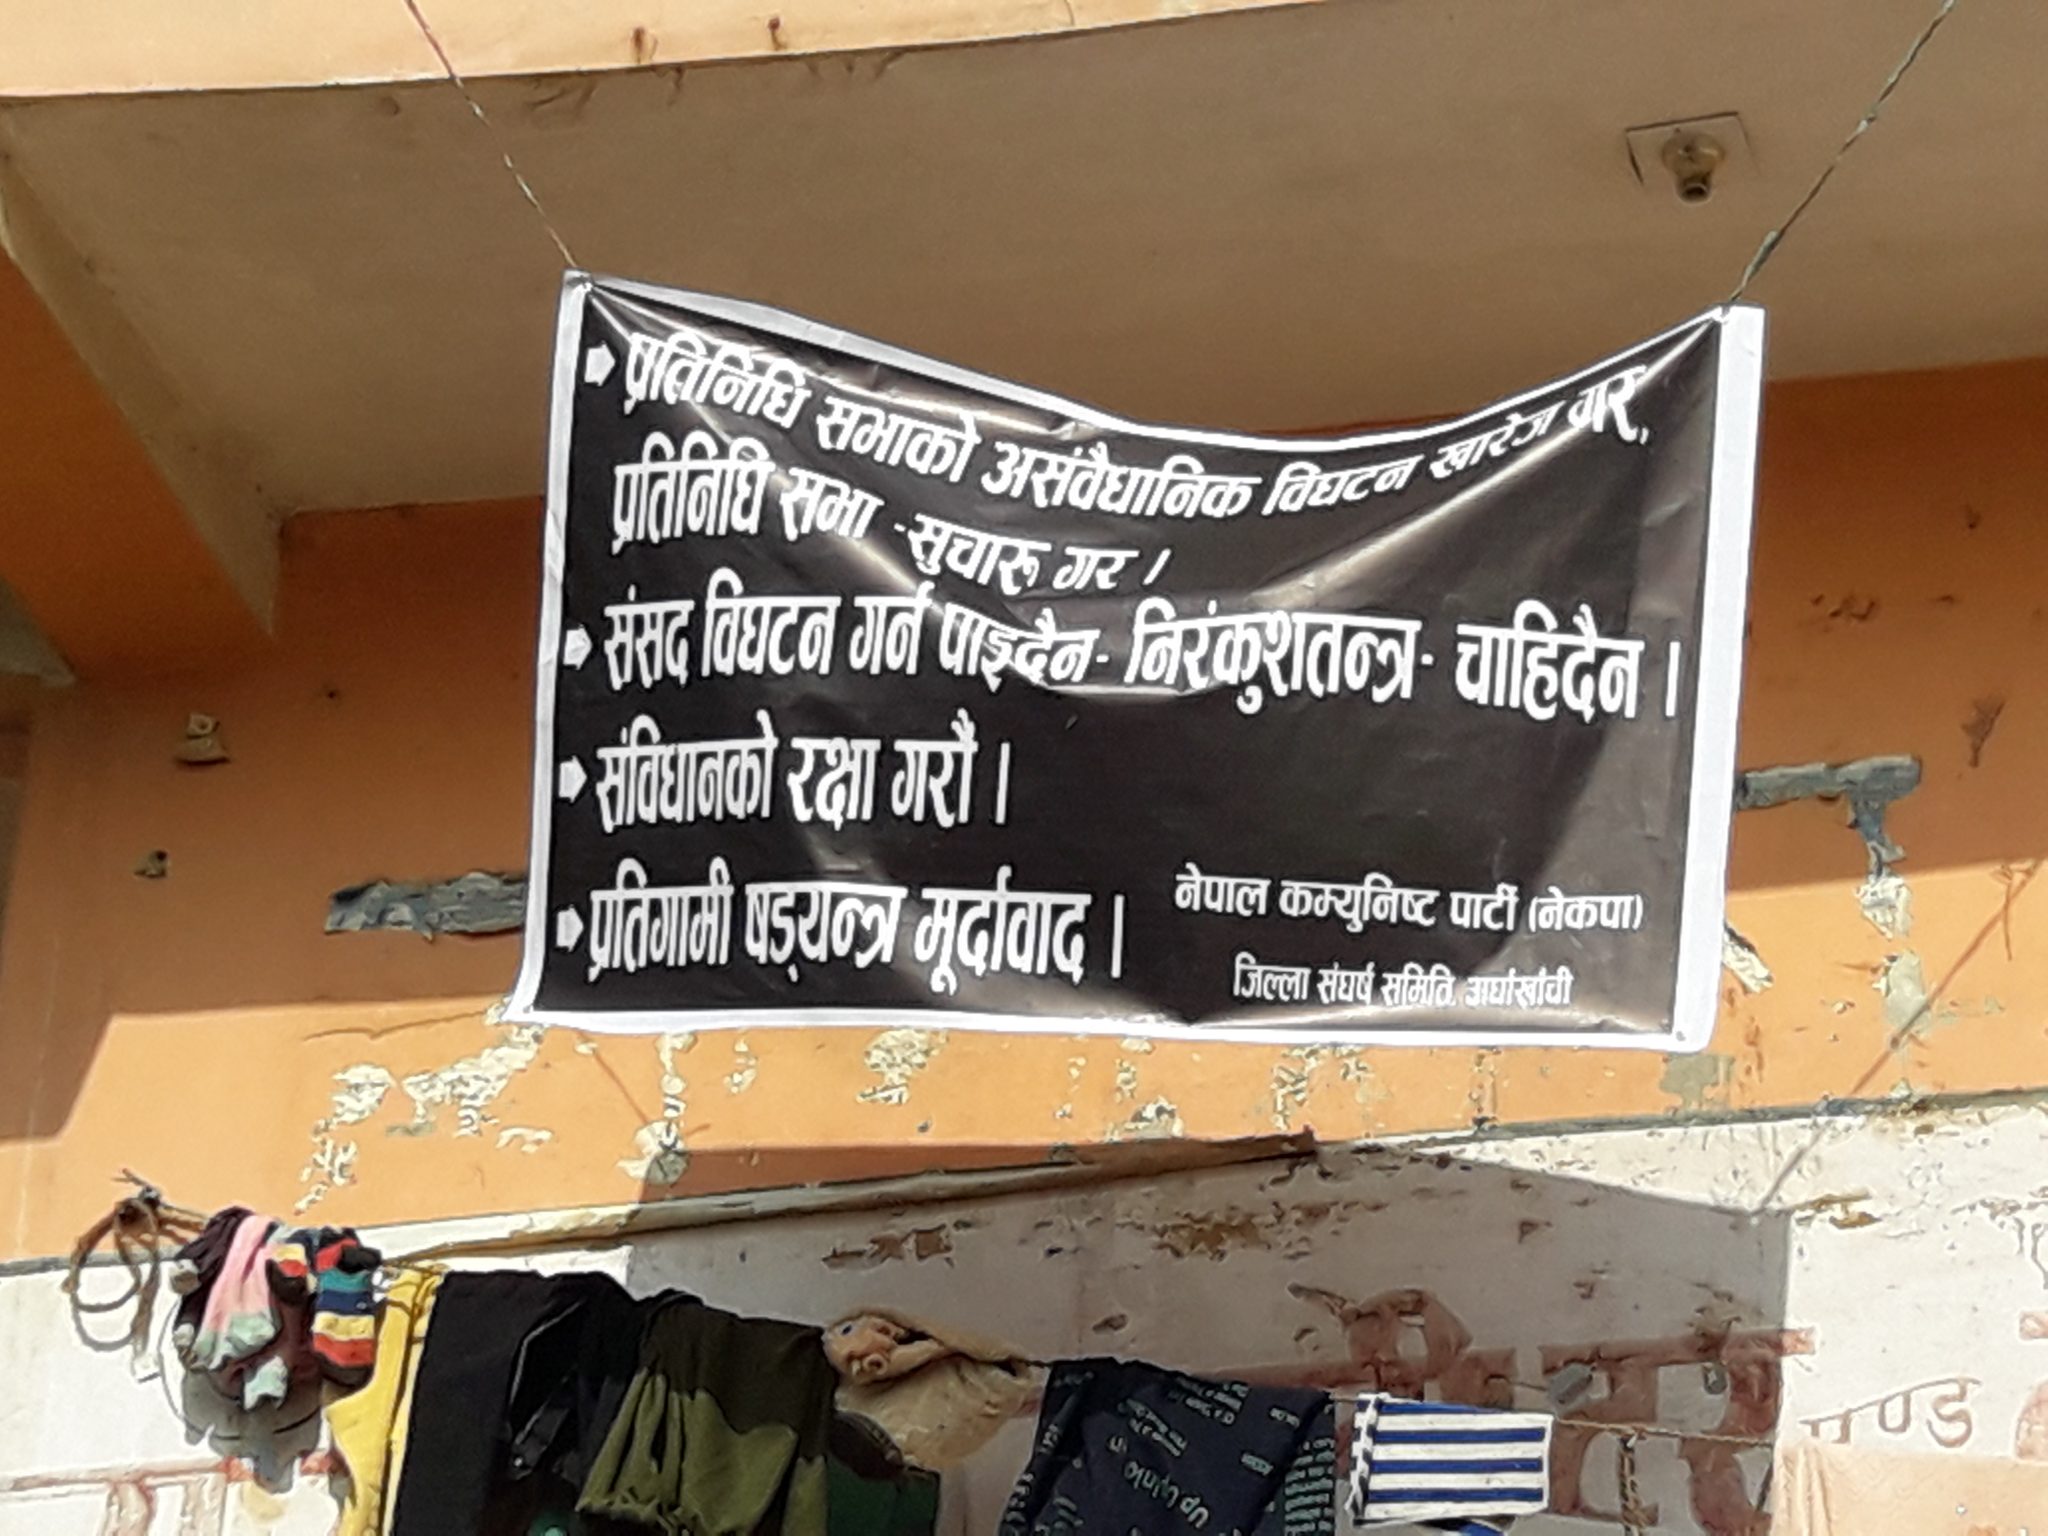 प्रतिनिधि सभाको असंवैधानिक विघटन खारेज गर,
प्रतिनिधि सभा -सुचारू गर ।
संसद विघटन गर्न पाइदैन- निरंकुशतन्त्र- चाहिदैन ।
संविधानको रक्षा गरौं ।
प्रतिगामी षड्यन्त्र मूर्दावाद ।
नेपाल कम्युनिष्ट पार्टी (नेकपा)
जिल्ला संघर्ष समिति, अर्घाखाँची